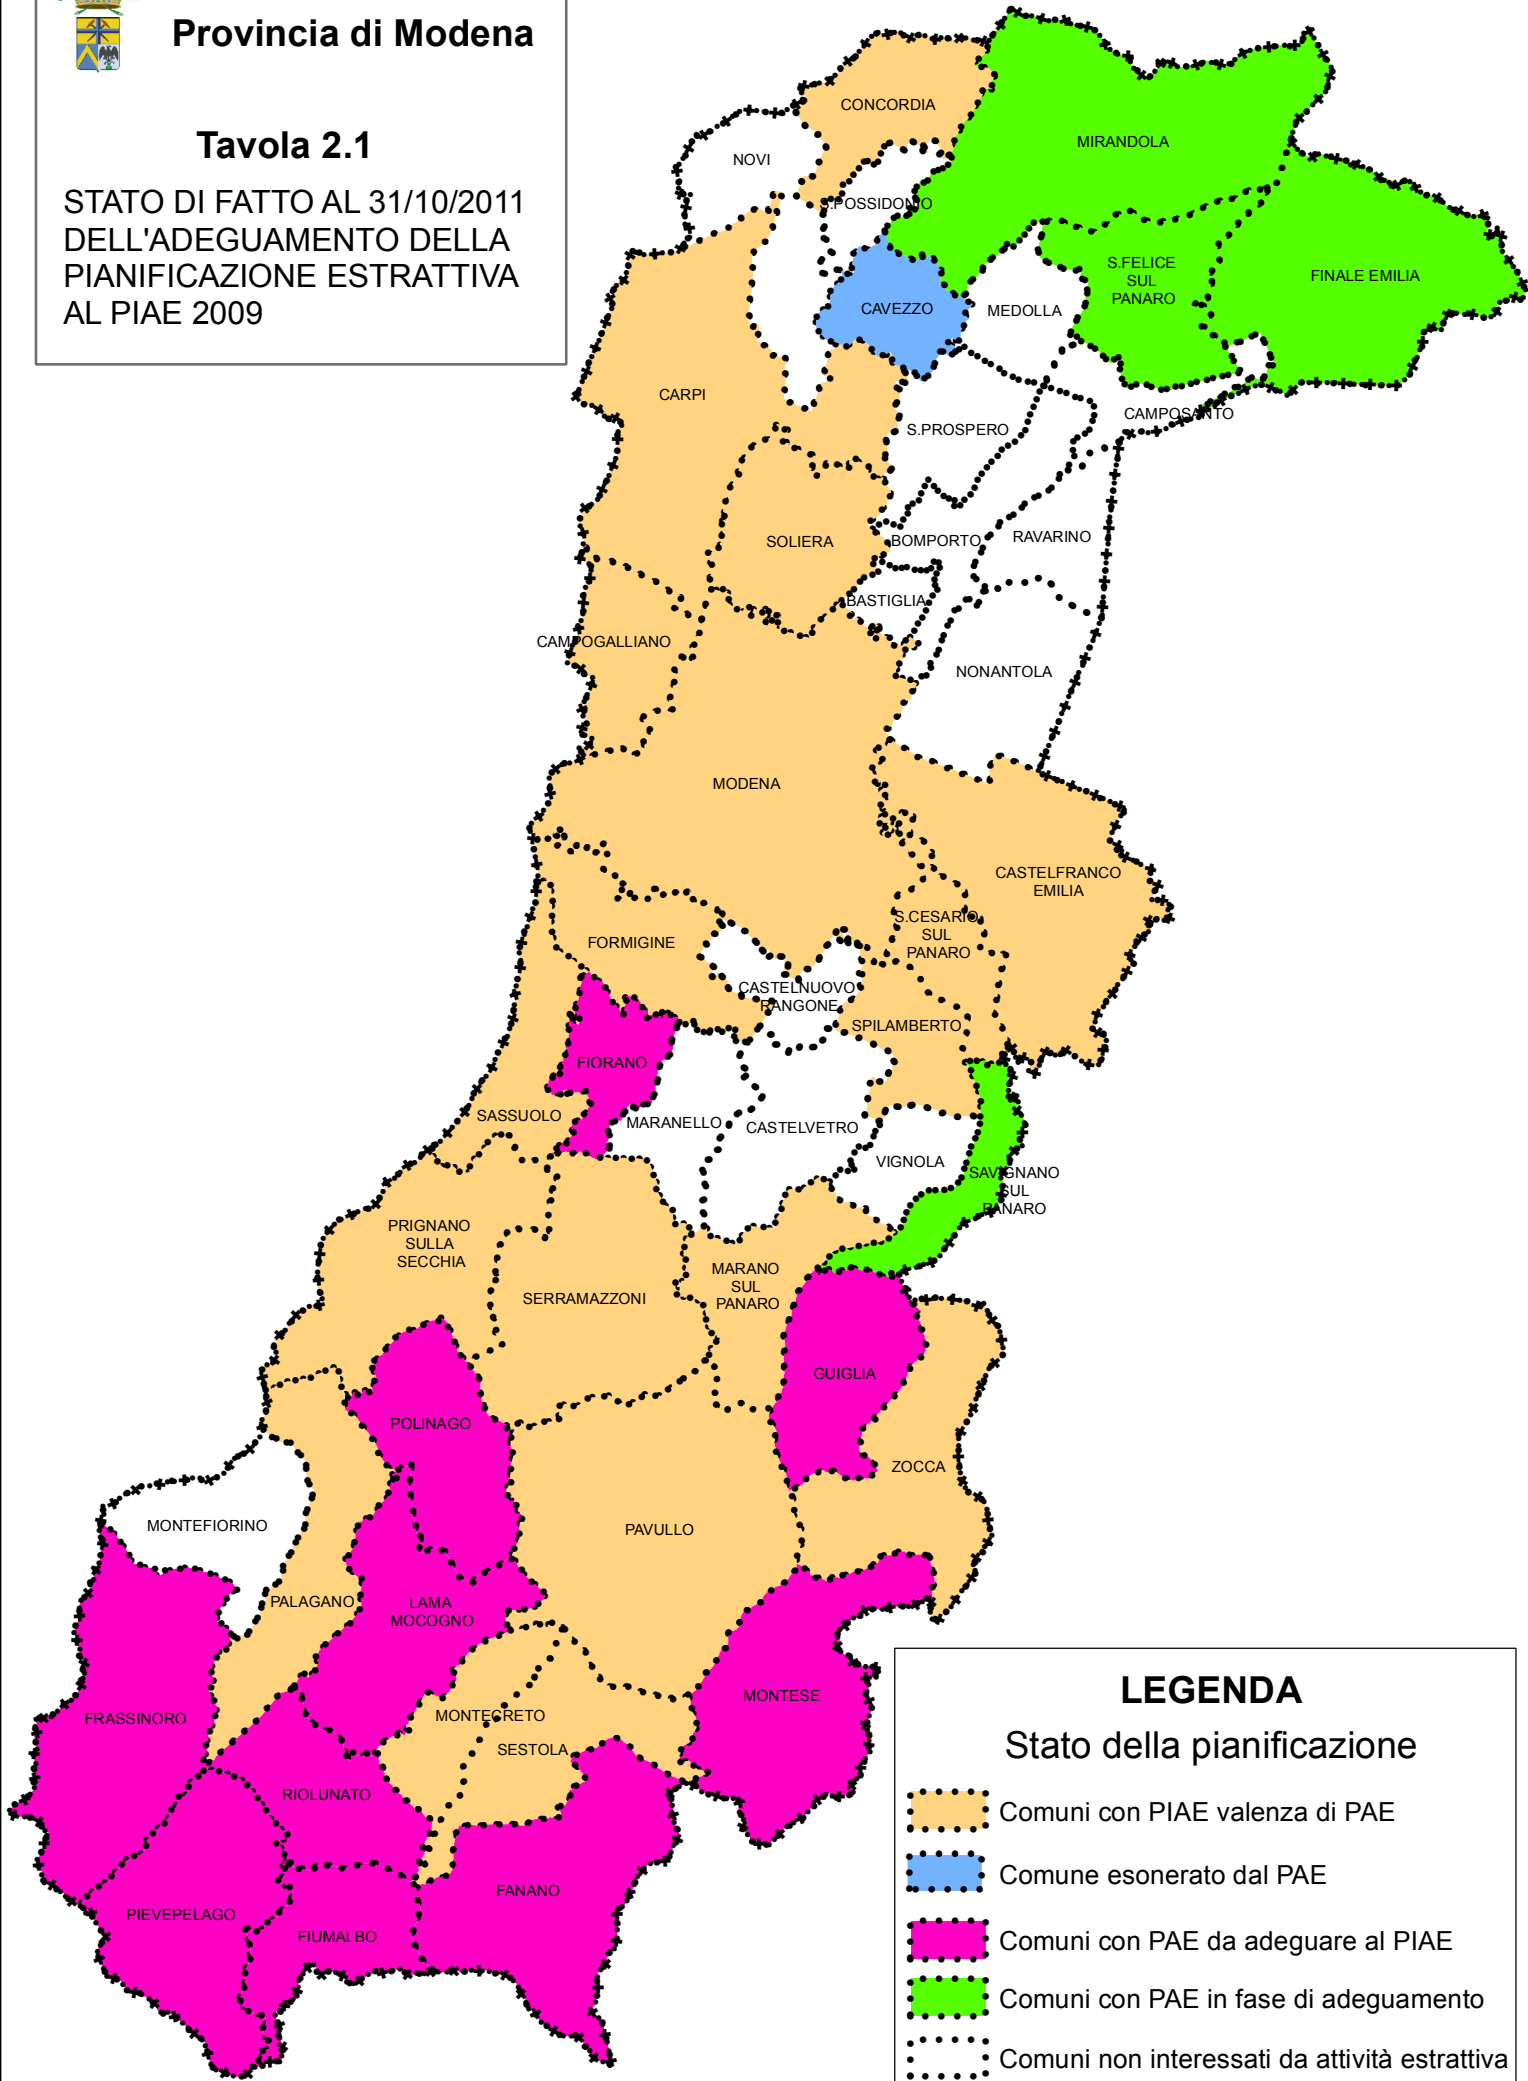 Provincia di Modena
Tavola 2.1
STATO DI FATTO AL 31/10/2011
DELL'ADEGUAMENTO DELLA
PIANIFICAZIONE ESTRATTIVA
AL PIAE 2009
CONCORDIA
MIRANDOLA
NOVI
S.POSSIDONIO
S.FELICE
SUL
PANARO
FINALE EMILIA
CAVEZZO
MEDOLLA
CARPI
CAMPOSANTO
S.PROSPERO
SOLIERA
BOMPORTO
RAVARINO
BASTIGLIA
CAMPOGALLIANO
NONANTOLA
MODENA
CASTELFRANCO
EMILIA
S.CESARIO
SUL
PANARO
FORMIGINE
CASTELNUOVO
RANGONE
SPILAMBERTO
FIORANO
SASSUOLO
MARANELLO
CASTELVETRO
VIGNOLA
SAVIGNANO
SUL
PANARO
PRIGNANO
SULLA
SECCHIA
SERRAMAZZONI
MARANO
SUL
PANARO
GUIGLIA
POLINAGO
ZOCCA
MONTEFIORINO
PAVULLO
PALAGANO
LAMA
MOCOGNO
MONTESE
FRASSINORO
MONTECRETO
SESTOLA
RIOLUNATO
FANANO
PIEVEPELAGO
FIUMALBO
LEGENDA
Stato della pianificazione
Comuni con PIAE valenza di PAE
Comune esonerato dal PAE
Comuni con PAE da adeguare al PIAE
Comuni con PAE in fase di adeguamento
Comuni non interessati da attività estrattiva